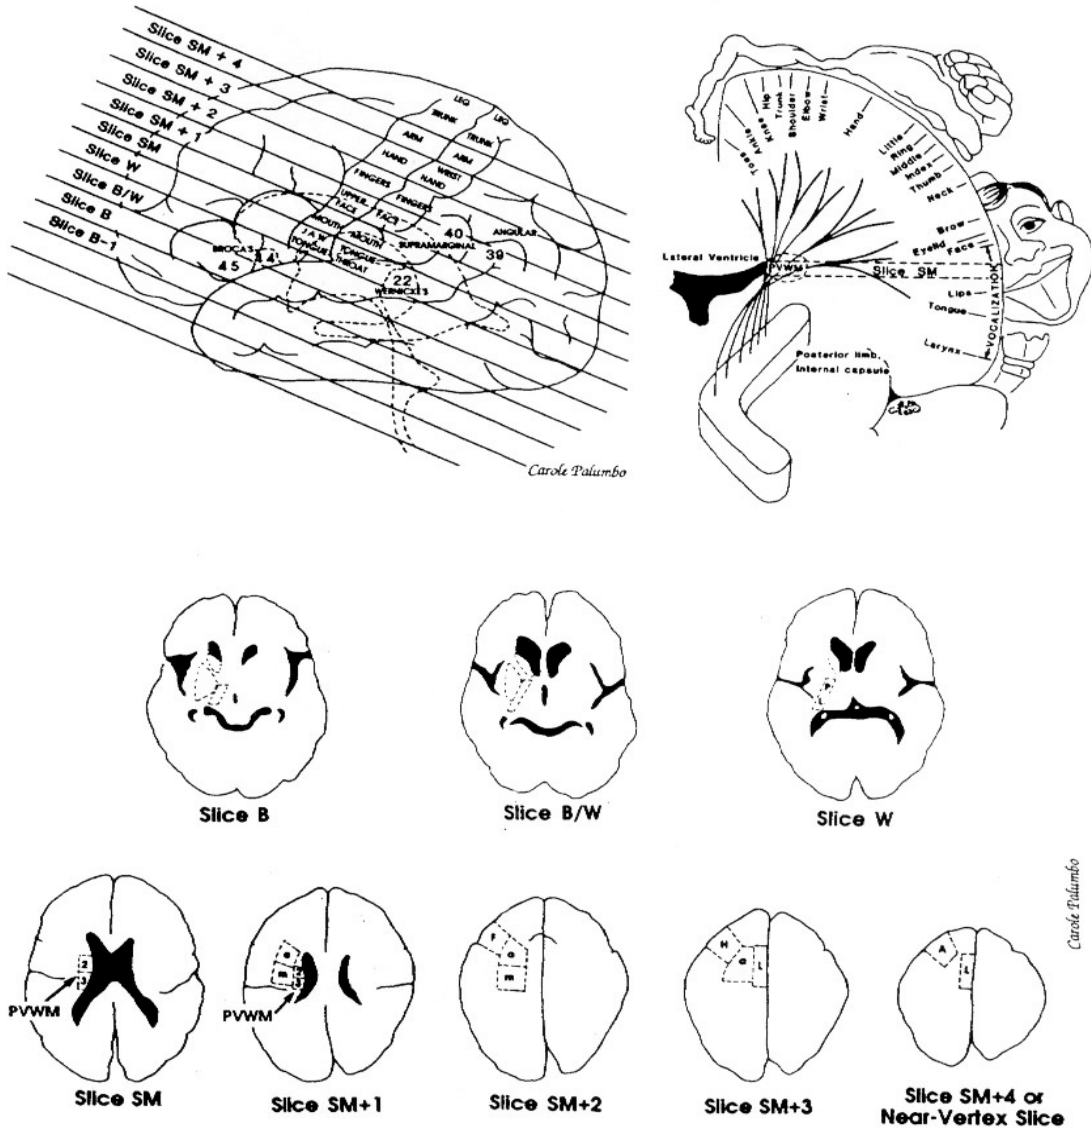 Slice SM + 4
Slice SM + 3
Slice SM + 2
Slice SM + 1
Slice SM
Slice W
Slice B/W
Slice B
Slice B-1
LEG
TRUNK
ARM
HAND
FINGERS
UPPER-
FACE
MOUTH
JAW
TONGUE
LEG
TRUNK
ARM
WRIST
HAND
FINGERS
FACE
MOUTH
TONGUE
THROAT
BROCA'S
45
44
40
SUPRAMARGINAL
ANGULAR
39
22
WERNICKE'S
Carole Palumbo
Toes
Ankle
Knee
Hip
Trunk
Shoulder
Elbow
Wrist
Hand
Little
Ring
Middle
Index
Thumb
Neck
Brow
Eyelid
Face
Lips
Tongue
Larynx
VOCALIZATION
Lateral Ventricle
PVWM
Slice SM
Posterior limb,
Internal capsule
Slice B
P
L
Slice B/W
Slice W
2
3
PVWM
Slice SM
a
m
PVWM
Slice SM+1
F
a
m
Slice SM+2
H
a
L
Slice SM+3
A
L
Slice SM+4 or
Near-Vertex Slice
Carole Palumbo